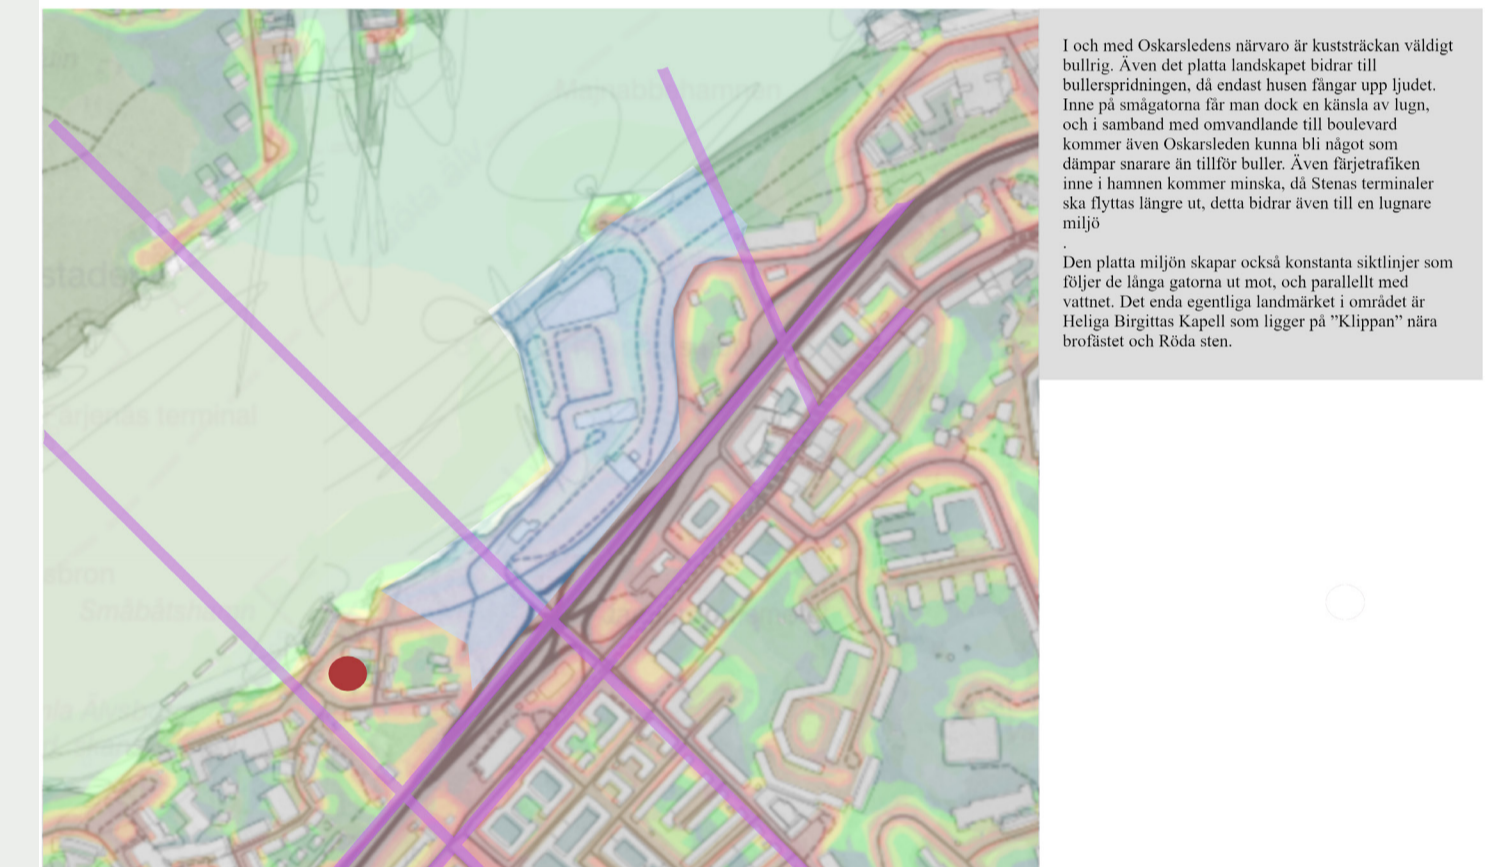 I och med Oskarsledens närvaro är kuststräckan väldigt
bullrig. Även det platta landskapet bidrar till
bullerspridningen, då endast husen fångar upp ljudet.
Inne på smågatorna får man dock en känsla av lugn,
och i samband med omvandlande till boulevard
kommer även Oskarsleden kunna bli något som
dämpar snarare än tillför buller. Även färjetrafiken
inne i hamnen kommer minska, då Stenas terminaler
ska flyttas längre ut, detta bidrar även till en lugnare
miljö
.
Den platta miljön skapar också konstanta siktlinjer som
följer de långa gatorna ut mot, och parallellt med
vattnet. Det enda egentliga landmärket i området är
Heliga Birgittas Kapell som ligger på ”Klippan” nära
brofästet och Röda sten.
terminal
Småbåtshamn